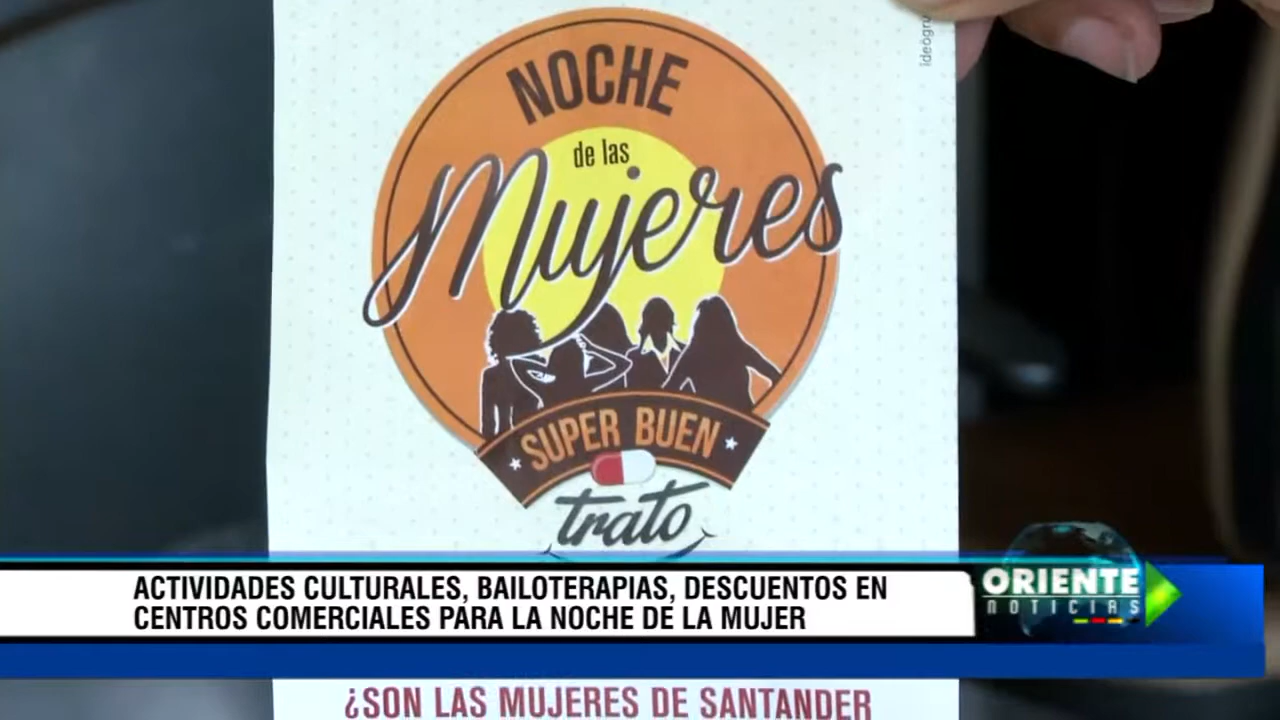 NOCHE
de las
Mujeres
SUPER BUEN
trato
ACTIVIDADES CULTURALES, BAILOTERAPIAS, DESCUENTOS EN
CENTROS COMERCIALES PARA LA NOCHE DE LA MUJER
ORIENTE
NOTICIAS
¿SON LAS MUJERES DE SANTANDER